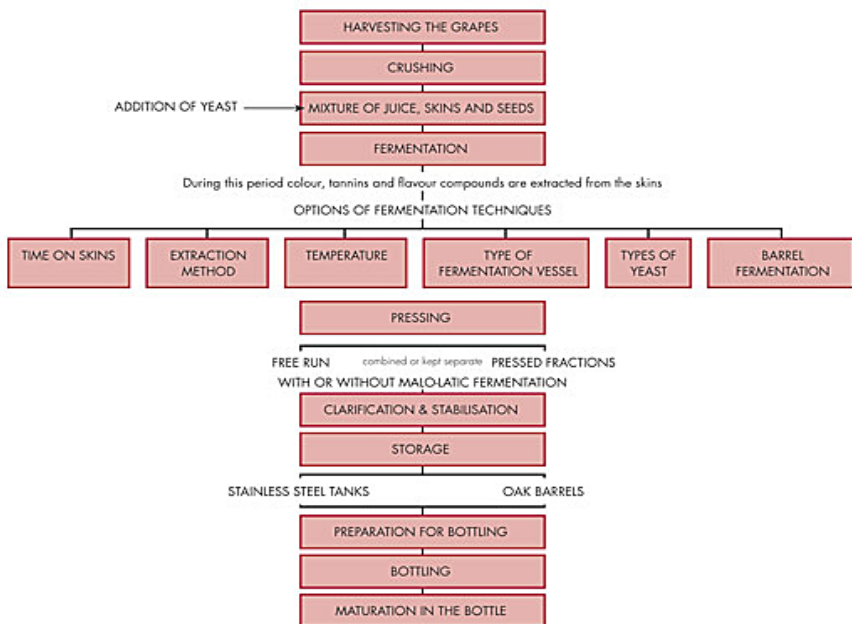 HARVESTING THE GRAPES
CRUSHING
ADDITION OF YEAST
MIXTURE OF JUICE, SKINS AND SEEDS
FERMENTATION
During this period colour, tannins and flavour compounds are extracted from the skins
OPTIONS OF FERMENTATION TECHNIQUES
TIME ON SKINS
EXTRACTION
METHOD
TEMPERATURE
TYPE OF
FERMENTATION VESSEL
TYPES OF
YEAST
BARREL
FERMENTATION
PRESSING
FREE RUN
combined or kept separate
PRESSED FRACTIONS
WITH OR WITHOUT MALO-LATIC FERMENTATION
CLARIFICATION & STABILISATION
STORAGE
STAINLESS STEEL TANKS
OAK BARRELS
PREPARATION FOR BOTTLING
BOTTLING
MATURATION IN THE BOTTLE